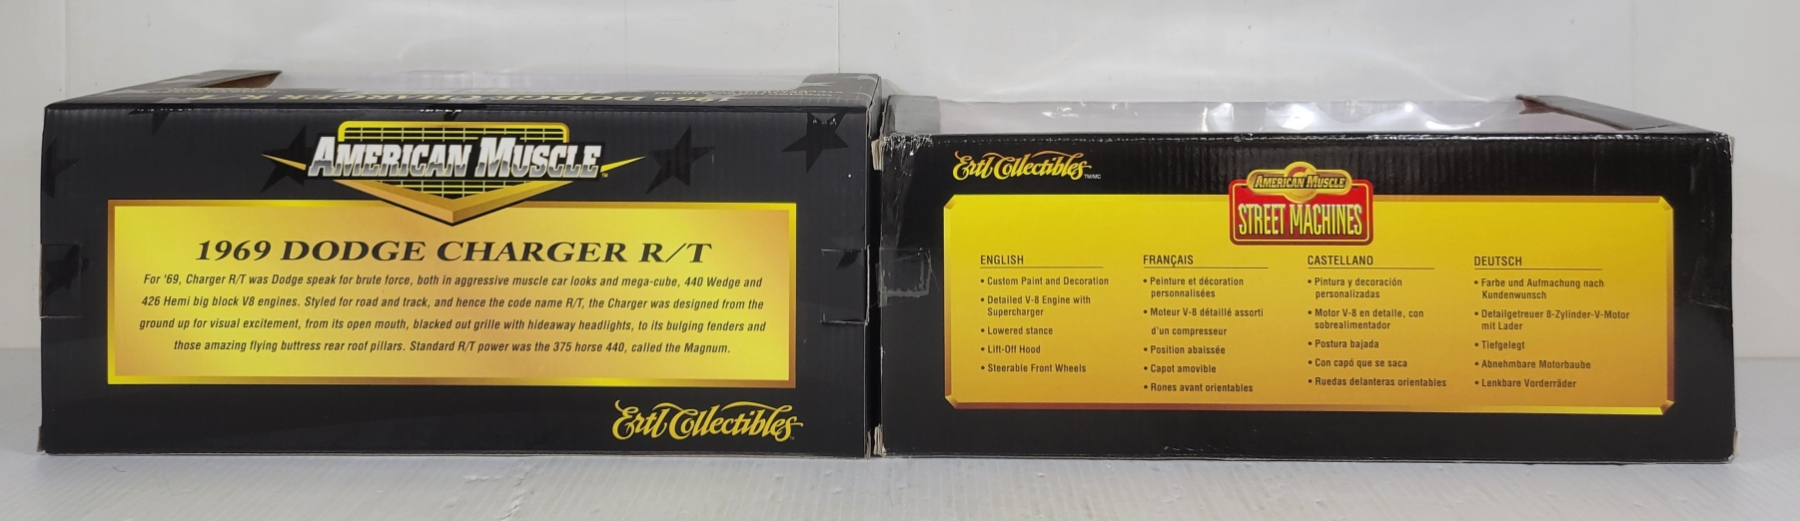 1969 DODGE CHARGER R/T
AMERICAN MUSCLE
1969 DODGE CHARGER R/T
For '69, Charger R/T was Dodge speak for brute force, both in aggressive muscle car looks and mega-cube, 440 Wedge and
426 Hemi big block V8 engines. Styled for road and track, and hence the code name R/T, the Charger was designed from the
ground up for visual excitement, from its open mouth, blacked out grille with hideaway headlights, to its bulging fenders and
those amazing flying buttress rear roof pillars. Standard R/T power was the 375 horse 440, called the Magnum.
Ertl Collectibles
Ertl Collectibles TM/MC
AMERICAN MUSCLE
STREET MACHINES
ENGLISH
• Custom Paint and Decoration
• Detailed V-8 Engine with
Supercharger
• Lowered stance
• Lift-Off Hood
• Steerable Front Wheels
FRANÇAIS
• Peinture et décoration
personnalisées
• Moteur V-8 détaillé assorti
d'un compresseur
• Position abaissée
• Capot amovible
• Rones avant orientables
CASTELLANO
• Pintura y decoración
personalizadas
• Motor V-8 en detalle, con
sobrealimentador
• Postura bajada
• Con capó que se saca
• Ruedas delanteras orientables
DEUTSCH
• Farbe und Aufmachung nach
Kundenwunsch
• Detailgetreuer 8-Zylinder-V-Motor
mit Lader
• Tiefgelegt
• Abnehmbare Motorbaube
• Lenkbare Vorderräder